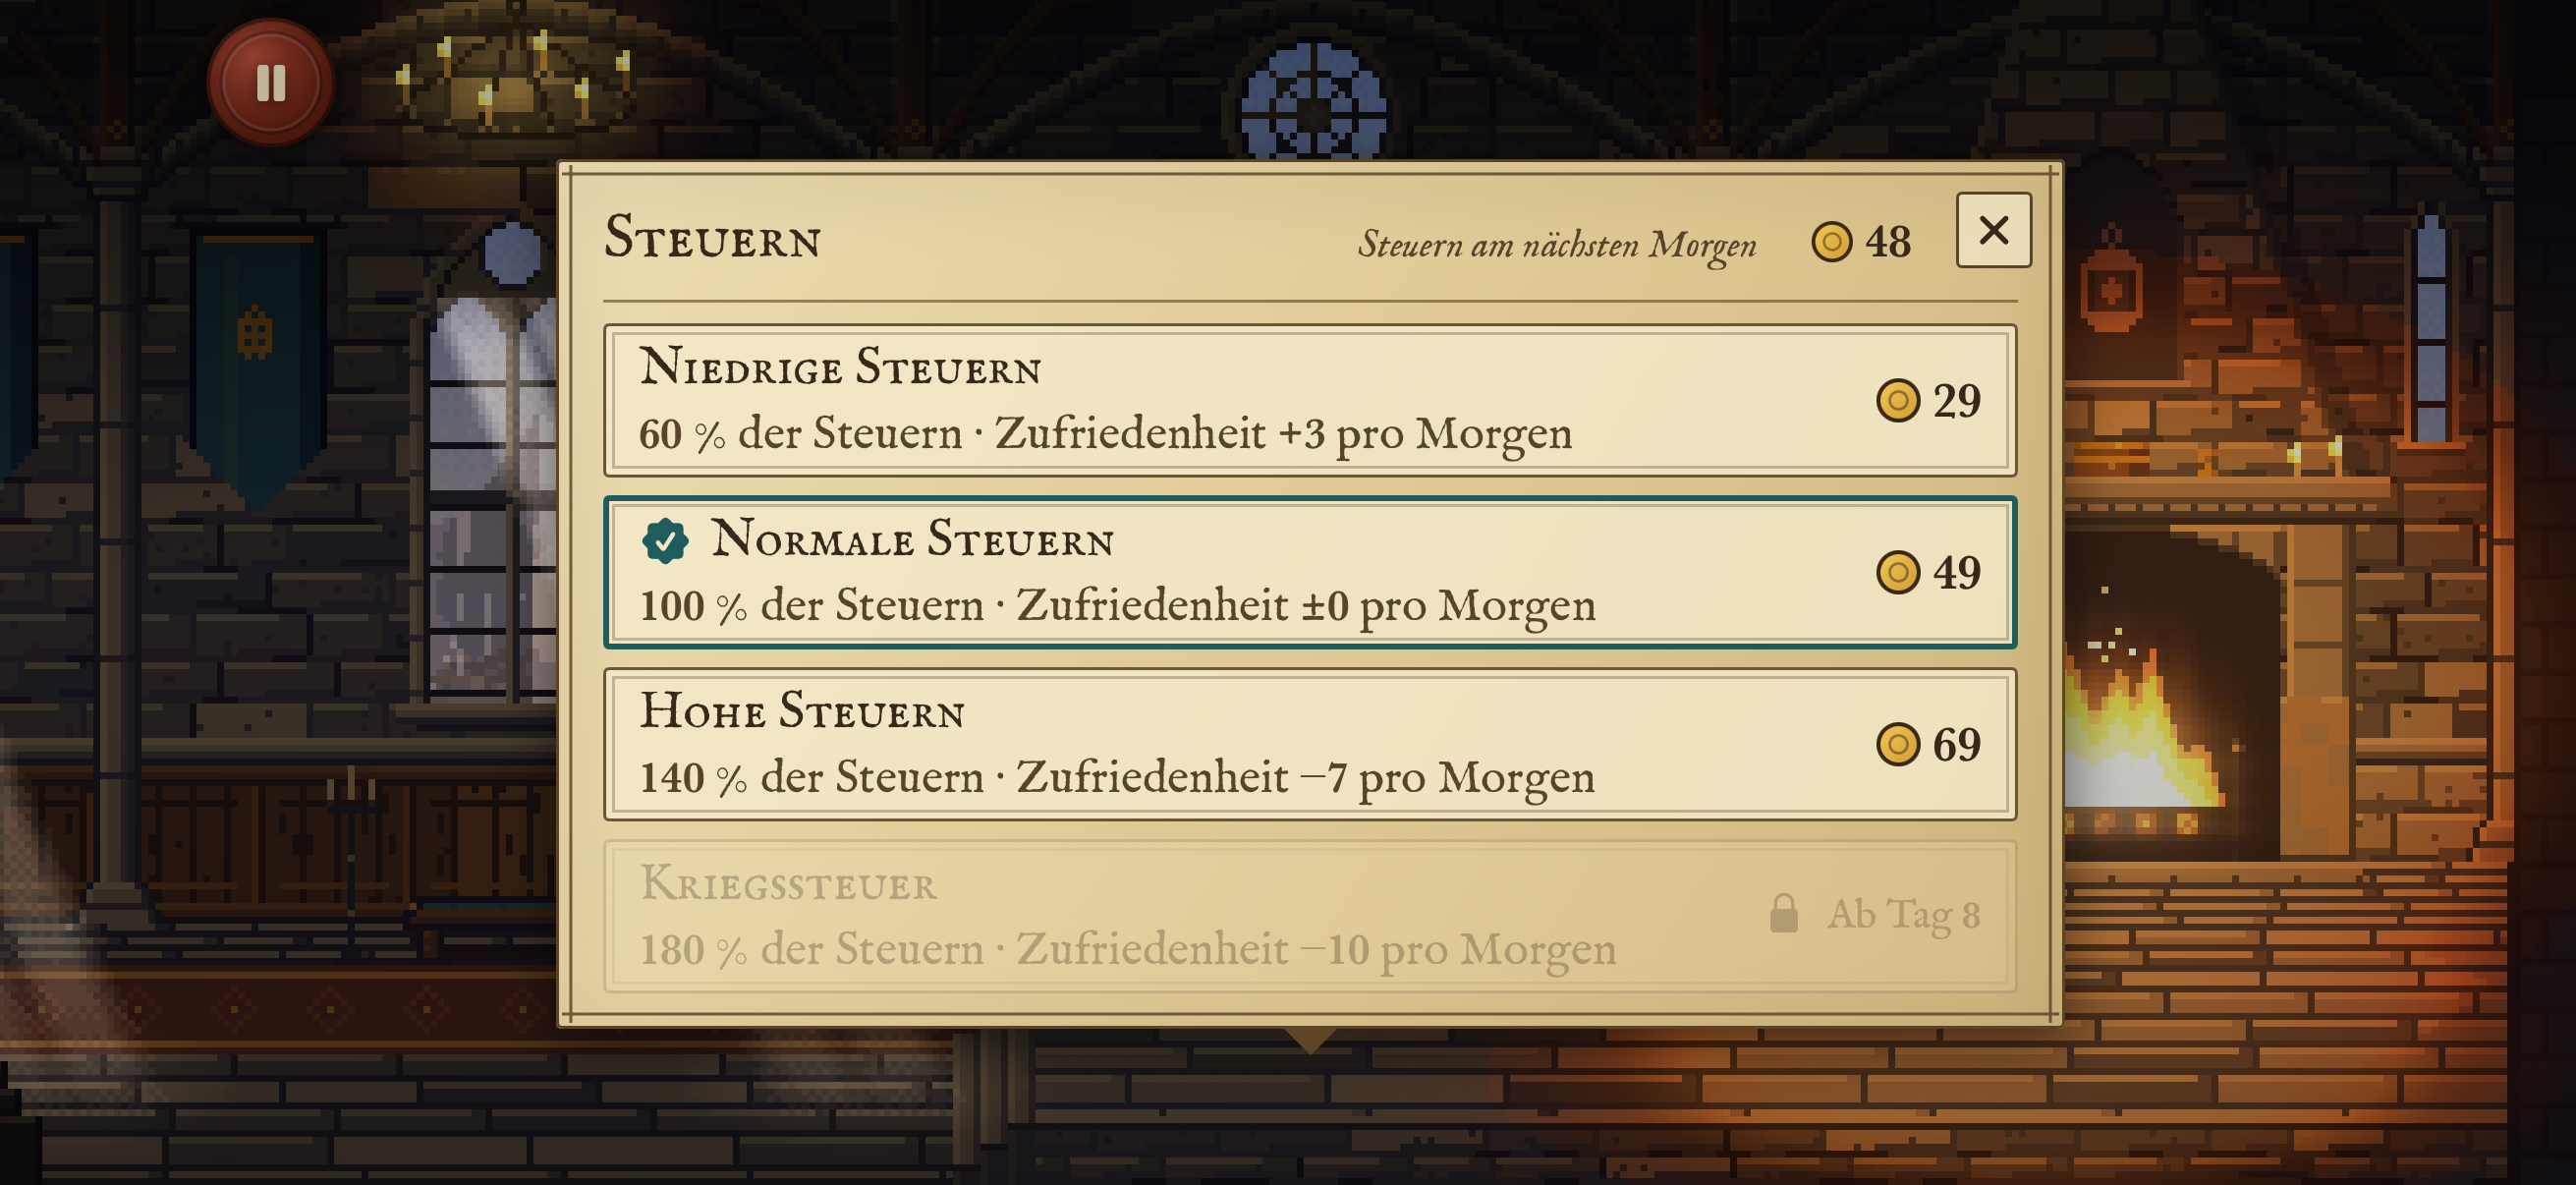 Steuern
Steuern am nächsten Morgen 48
Niedrige Steuern
60 % der Steuern · Zufriedenheit +3 pro Morgen
29
Normale Steuern
100 % der Steuern · Zufriedenheit ±0 pro Morgen
49
Hohe Steuern
140 % der Steuern · Zufriedenheit −7 pro Morgen
69
Kriegssteuer
180 % der Steuern · Zufriedenheit −10 pro Morgen
Ab Tag 8